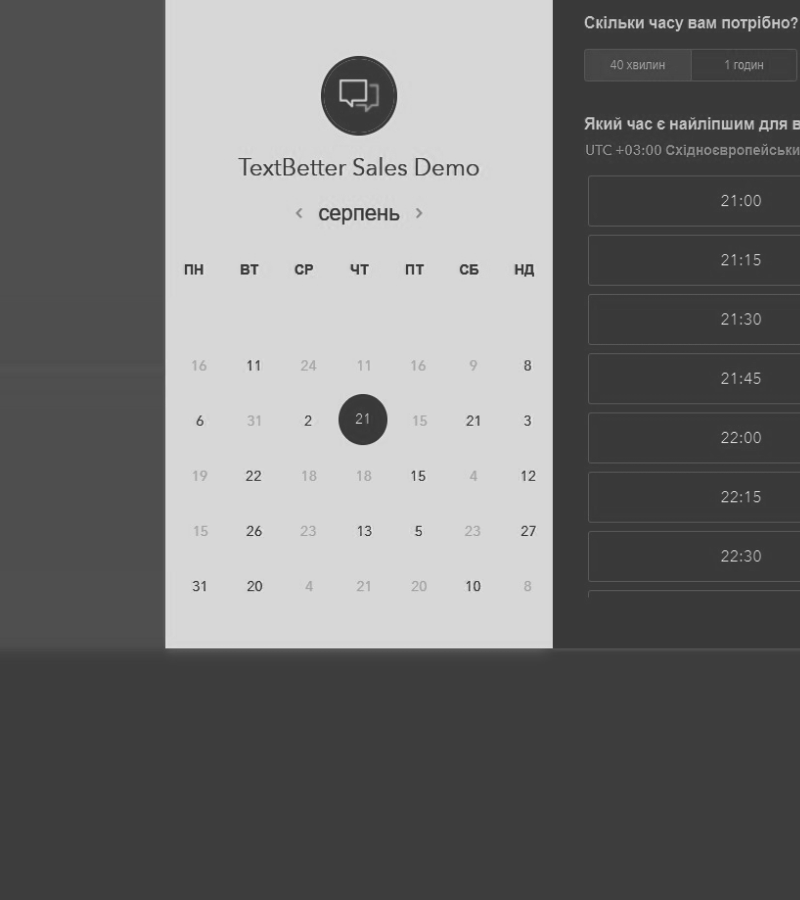 TextBetter Sales Demo
‹ серпень ›
ПН ВТ СР ЧТ ПТ СБ НД
16 11 24 11 16 9 8
6 31 2 21 15 21 3
19 22 18 18 15 4 12
15 26 23 13 5 23 27
31 20 4 21 20 10 8
Скільки часу вам потрібно?
40 хвилин 1 годин
Який час є найліпшим для
UTC +03:00 Східноєвропейськи
21:00
21:15
21:30
21:45
22:00
22:15
22:30